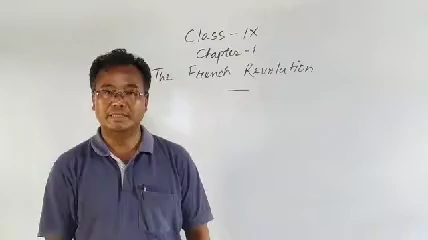 Class - IX
Chapter - 1
The French Revolution